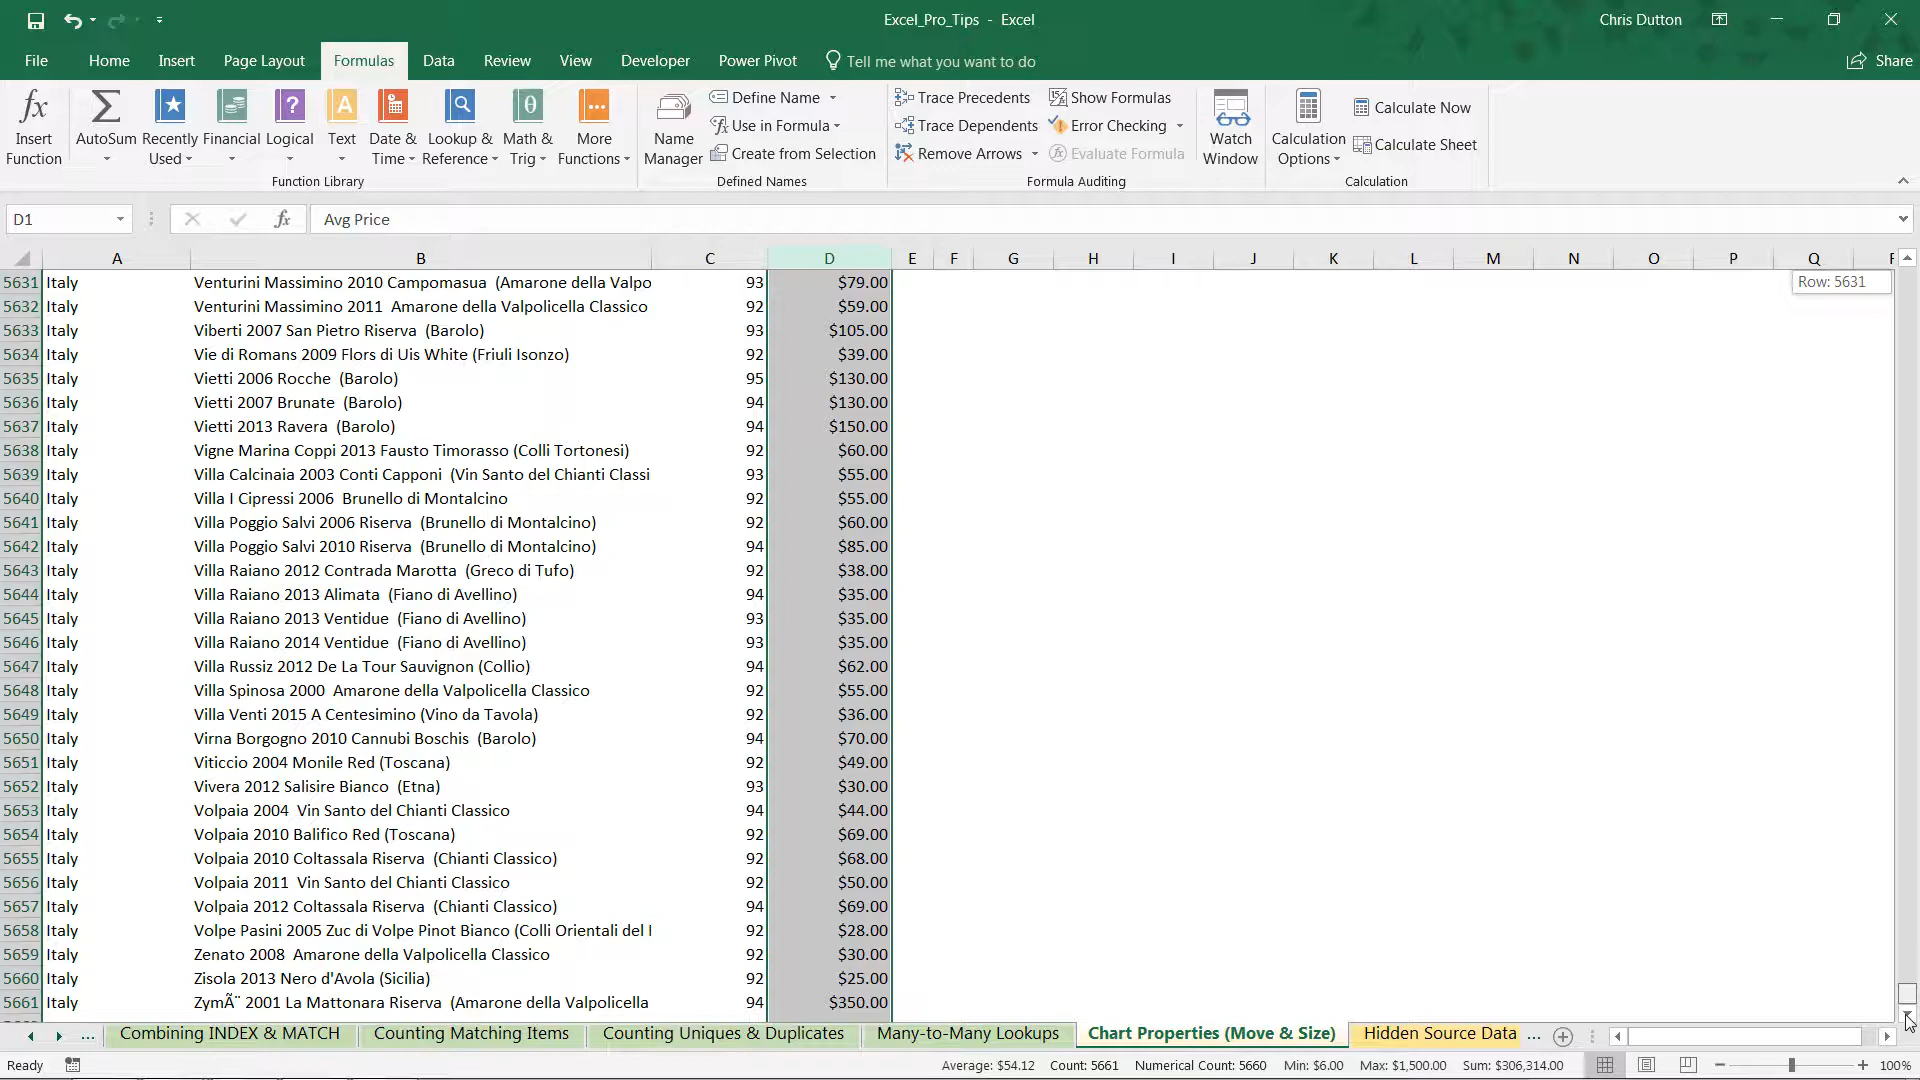 Excel_Pro_Tips - Excel
Chris Dutton
File Home Insert Page Layout Formulas Data Review View Developer Power Pivot Tell me what you want to do Share
Insert Function
AutoSum
Recently Used
Financial
Logical
Text
Date & Time
Lookup & Reference
Math & Trig
More Functions
Function Library
Name Manager
Define Name
Use in Formula
Create from Selection
Defined Names
Trace Precedents
Trace Dependents
Remove Arrows
Show Formulas
Error Checking
Evaluate Formula
Formula Auditing
Watch Window
Calculation Options
Calculate Now
Calculate Sheet
Calculation
D1 fx Avg Price
A B C D E F G H I J K L M N O P Q
Row: 5631
5631 Italy Venturini Massimino 2010 Campomasua (Amarone della Valpo 93 $79.00
5632 Italy Venturini Massimino 2011 Amarone della Valpolicella Classico 92 $59.00
5633 Italy Viberti 2007 San Pietro Riserva (Barolo) 93 $105.00
5634 Italy Vie di Romans 2009 Flors di Uis White (Friuli Isonzo) 92 $39.00
5635 Italy Vietti 2006 Rocche (Barolo) 95 $130.00
5636 Italy Vietti 2007 Brunate (Barolo) 94 $130.00
5637 Italy Vietti 2013 Ravera (Barolo) 94 $150.00
5638 Italy Vigne Marina Coppi 2013 Fausto Timorasso (Colli Tortonesi) 92 $60.00
5639 Italy Villa Calcinaia 2003 Conti Capponi (Vin Santo del Chianti Classi 93 $55.00
5640 Italy Villa I Cipressi 2006 Brunello di Montalcino 92 $55.00
5641 Italy Villa Poggio Salvi 2006 Riserva (Brunello di Montalcino) 92 $60.00
5642 Italy Villa Poggio Salvi 2010 Riserva (Brunello di Montalcino) 94 $85.00
5643 Italy Villa Raiano 2012 Contrada Marotta (Greco di Tufo) 92 $38.00
5644 Italy Villa Raiano 2013 Alimata (Fiano di Avellino) 94 $35.00
5645 Italy Villa Raiano 2013 Ventidue (Fiano di Avellino) 93 $35.00
5646 Italy Villa Raiano 2014 Ventidue (Fiano di Avellino) 93 $35.00
5647 Italy Villa Russiz 2012 De La Tour Sauvignon (Collio) 94 $62.00
5648 Italy Villa Spinosa 2000 Amarone della Valpolicella Classico 92 $55.00
5649 Italy Villa Venti 2015 A Centesimino (Vino da Tavola) 92 $36.00
5650 Italy Virna Borgogno 2010 Cannubi Boschis (Barolo) 94 $70.00
5651 Italy Viticcio 2004 Monile Red (Toscana) 92 $49.00
5652 Italy Vivera 2012 Salisire Bianco (Etna) 93 $30.00
5653 Italy Volpaia 2004 Vin Santo del Chianti Classico 94 $44.00
5654 Italy Volpaia 2010 Balifico Red (Toscana) 92 $69.00
5655 Italy Volpaia 2010 Coltassala Riserva (Chianti Classico) 92 $68.00
5656 Italy Volpaia 2011 Vin Santo del Chianti Classico 92 $50.00
5657 Italy Volpaia 2012 Coltassala Riserva (Chianti Classico) 94 $69.00
5658 Italy Volpe Pasini 2005 Zuc di Volpe Pinot Bianco (Colli Orientali del 92 $28.00
5659 Italy Zenato 2008 Amarone della Valpolicella Classico 92 $30.00
5660 Italy Zisola 2013 Nero d'Avola (Sicilia) 92 $25.00
5661 Italy ZymÃ¨ 2001 La Mattonara Riserva (Amarone della Valpolicella 94 $350.00
... Combining INDEX & MATCH Counting Matching Items Counting Uniques & Duplicates Many-to-Many Lookups Chart Properties (Move & Size) Hidden Source Data ...
Ready Average: $54.12 Count: 5661 Numerical Count: 5660 Min: $6.00 Max: $1,500.00 Sum: $306,314.00 100%